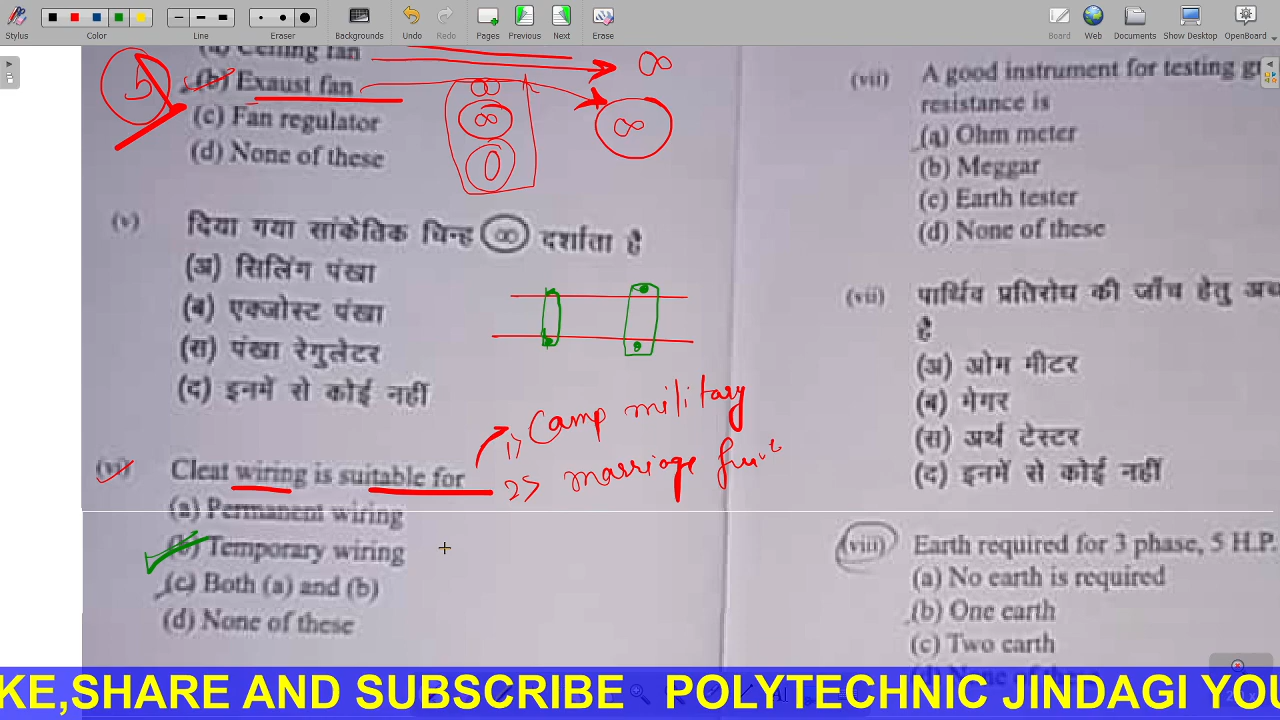 Stylus
Color
Line
Eraser
Backgrounds
Undo
Redo
Pages
Previous
Next
Erase
Board
Web
Documents
Show Desktop
OpenBoard
(a) Ceiling fan
(b) Exaust fan
(c) Fan regulator
(d) None of these
5
∞
∞
∞
∞
0
(v) दिया गया सांकेतिक चिन्ह ∞ दर्शाता है
(अ) सिलिंग पंखा
(ब) एक्जोस्ट पंखा
(स) पंखा रेगुलेटर
(द) इनमें से कोई नहीं
1) Camp military
2) marriage
(vi) Cleat wiring is suitable for
(a) Permanent wiring
(b) Temporary wiring
(c) Both (a) and (b)
(d) None of these
(vii) A good instrument for testing
resistance is
(a) Ohm meter
(b) Meggar
(c) Earth tester
(d) None of these
(vii) पार्थिव प्रतिरोध की जाँच हेतु
है
(अ) ओम मीटर
(ब) मेगर
(स) अर्थ टेस्टर
(द) इनमें से कोई नहीं
(viii) Earth required for 3 phase, 5 H.P.
(a) No earth is required
(b) One earth
(c) Two earth
KE,SHARE AND SUBSCRIBE POLYTECHNIC JINDAGI YOU